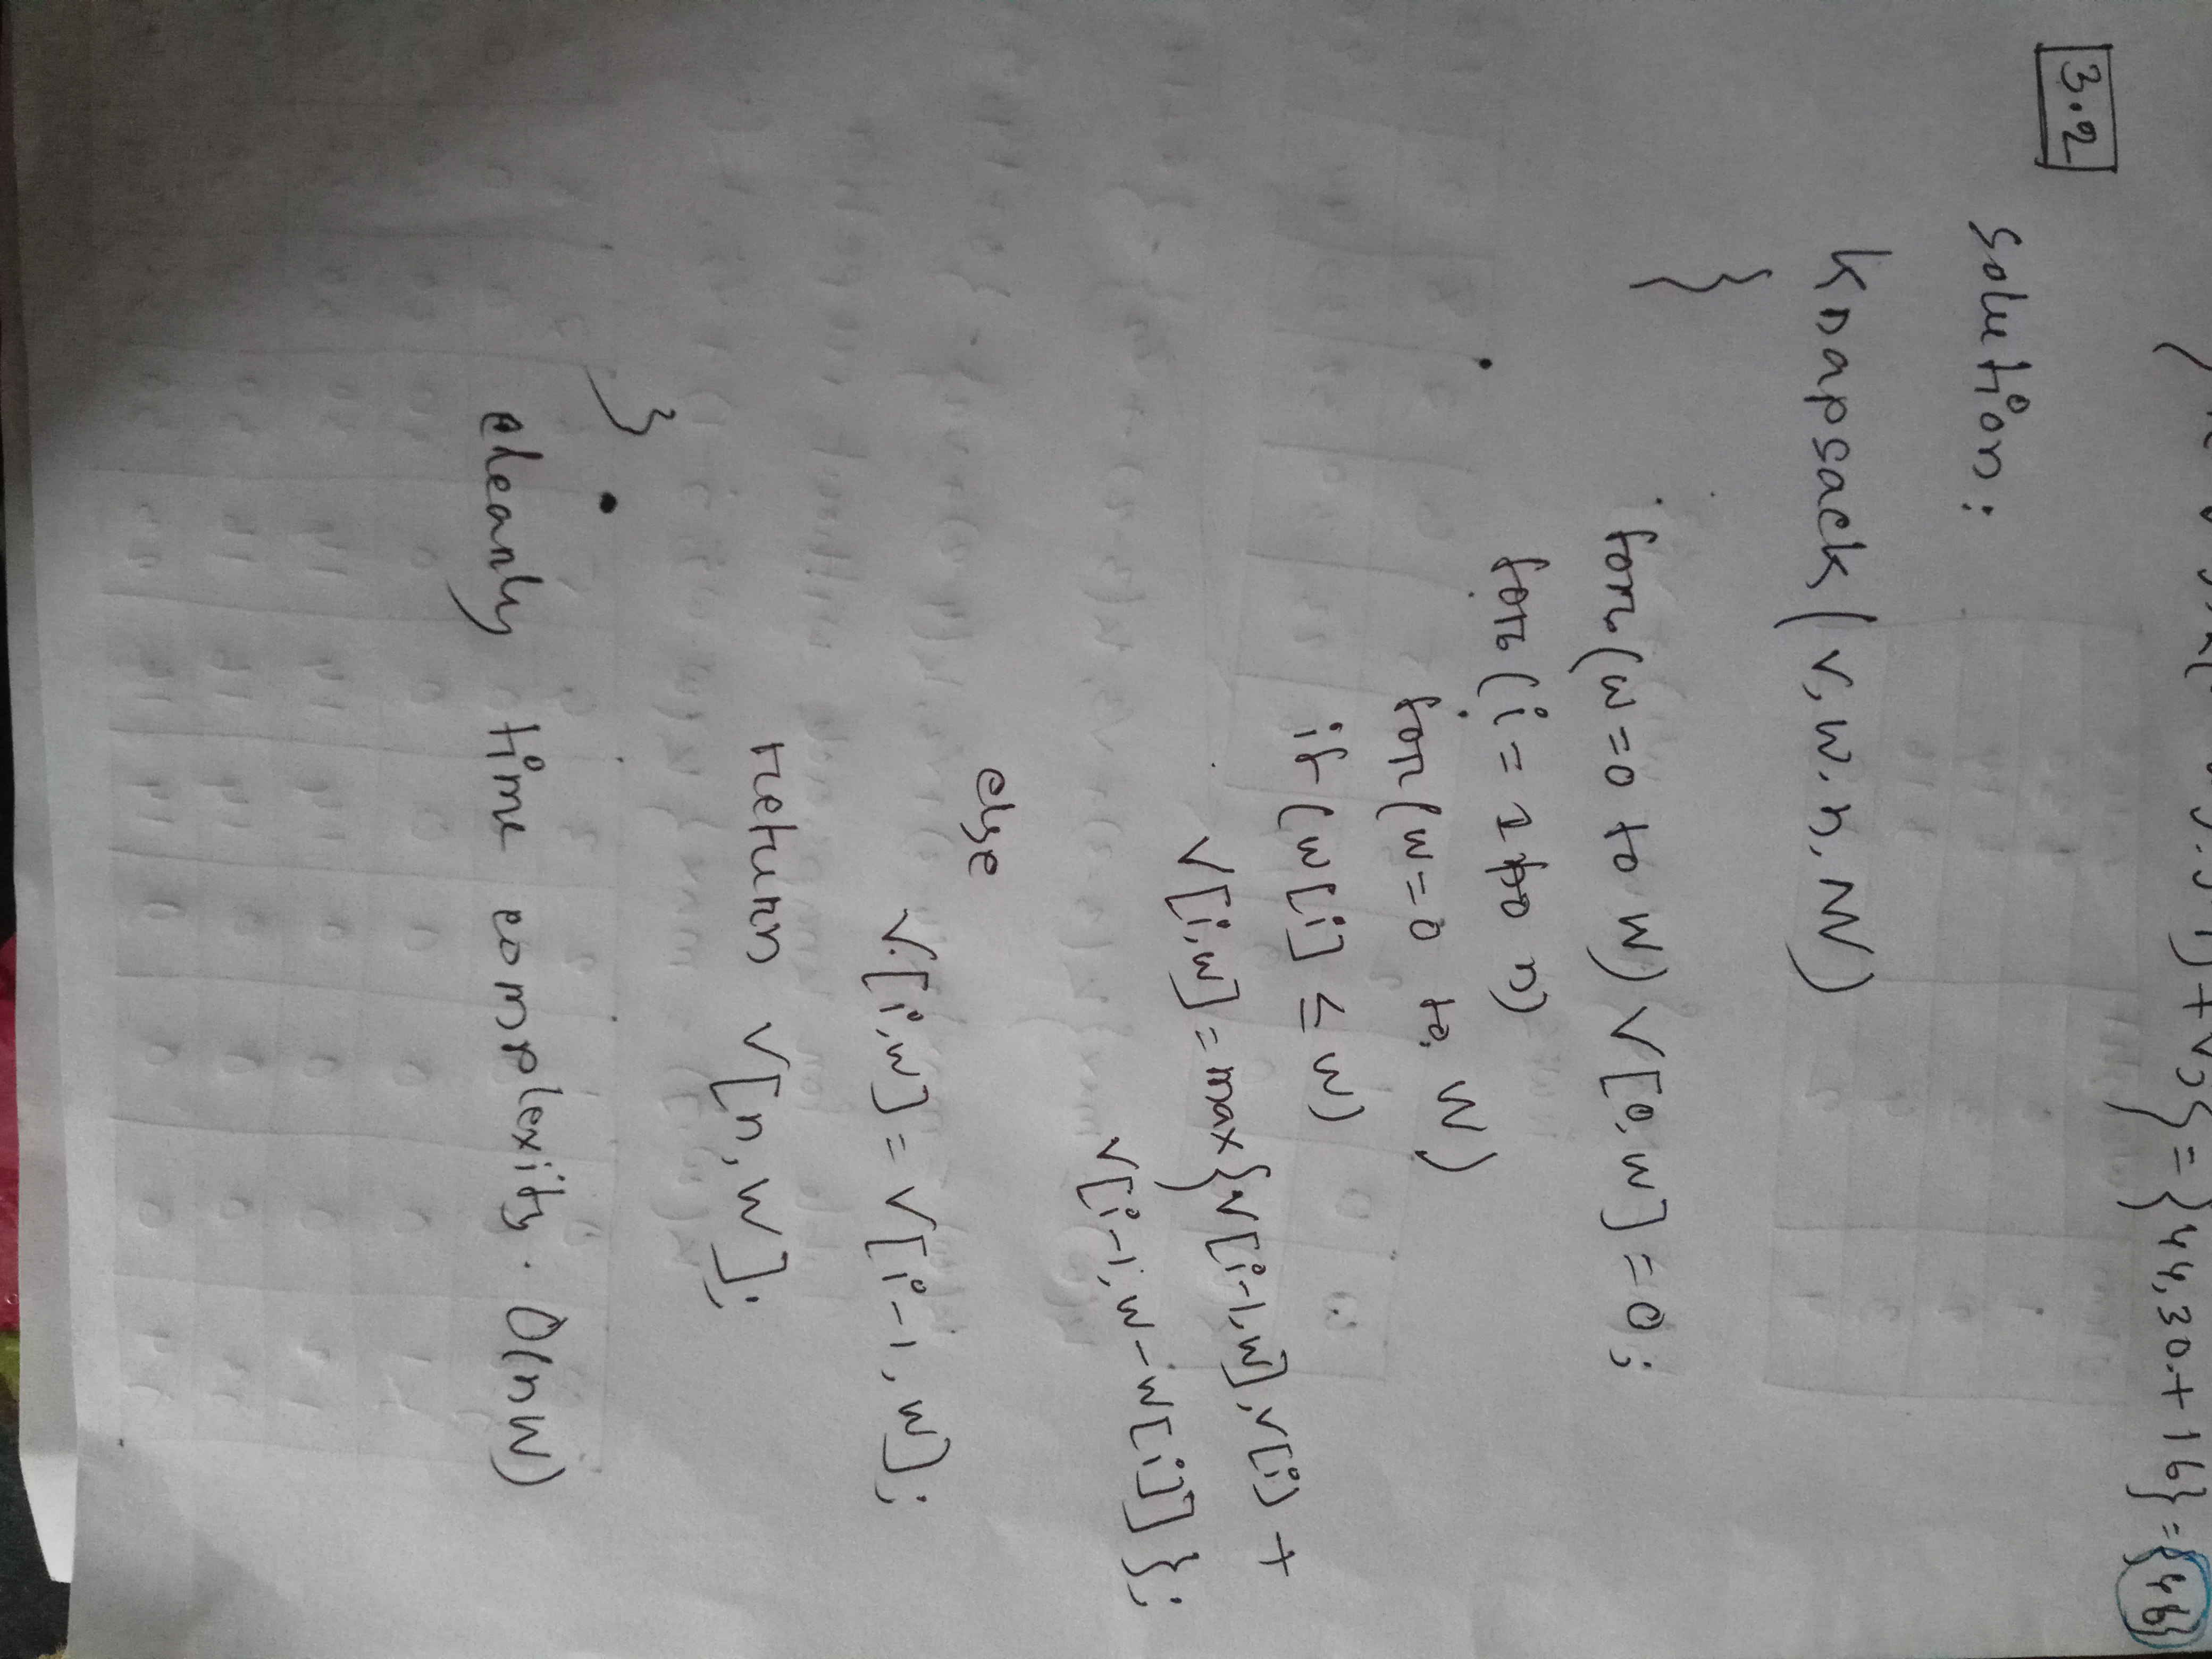 + v5} = {44, 30. + 16} = {46}
3.2
Solution:
Knapsack (v, w, n, W)
{
for (w=0 to W) V[0, w] = 0;
for (i = 1 to n)
for (w=0 to W)
if (w[i] ≤ w)
V[i, w] = max{V[i-1, w], v[i] +
V[i-1, w - w[i]]};
else
V[i, w] = V[i-1, w];
return V[n, W];
}
clearly time complexity. O(nW)